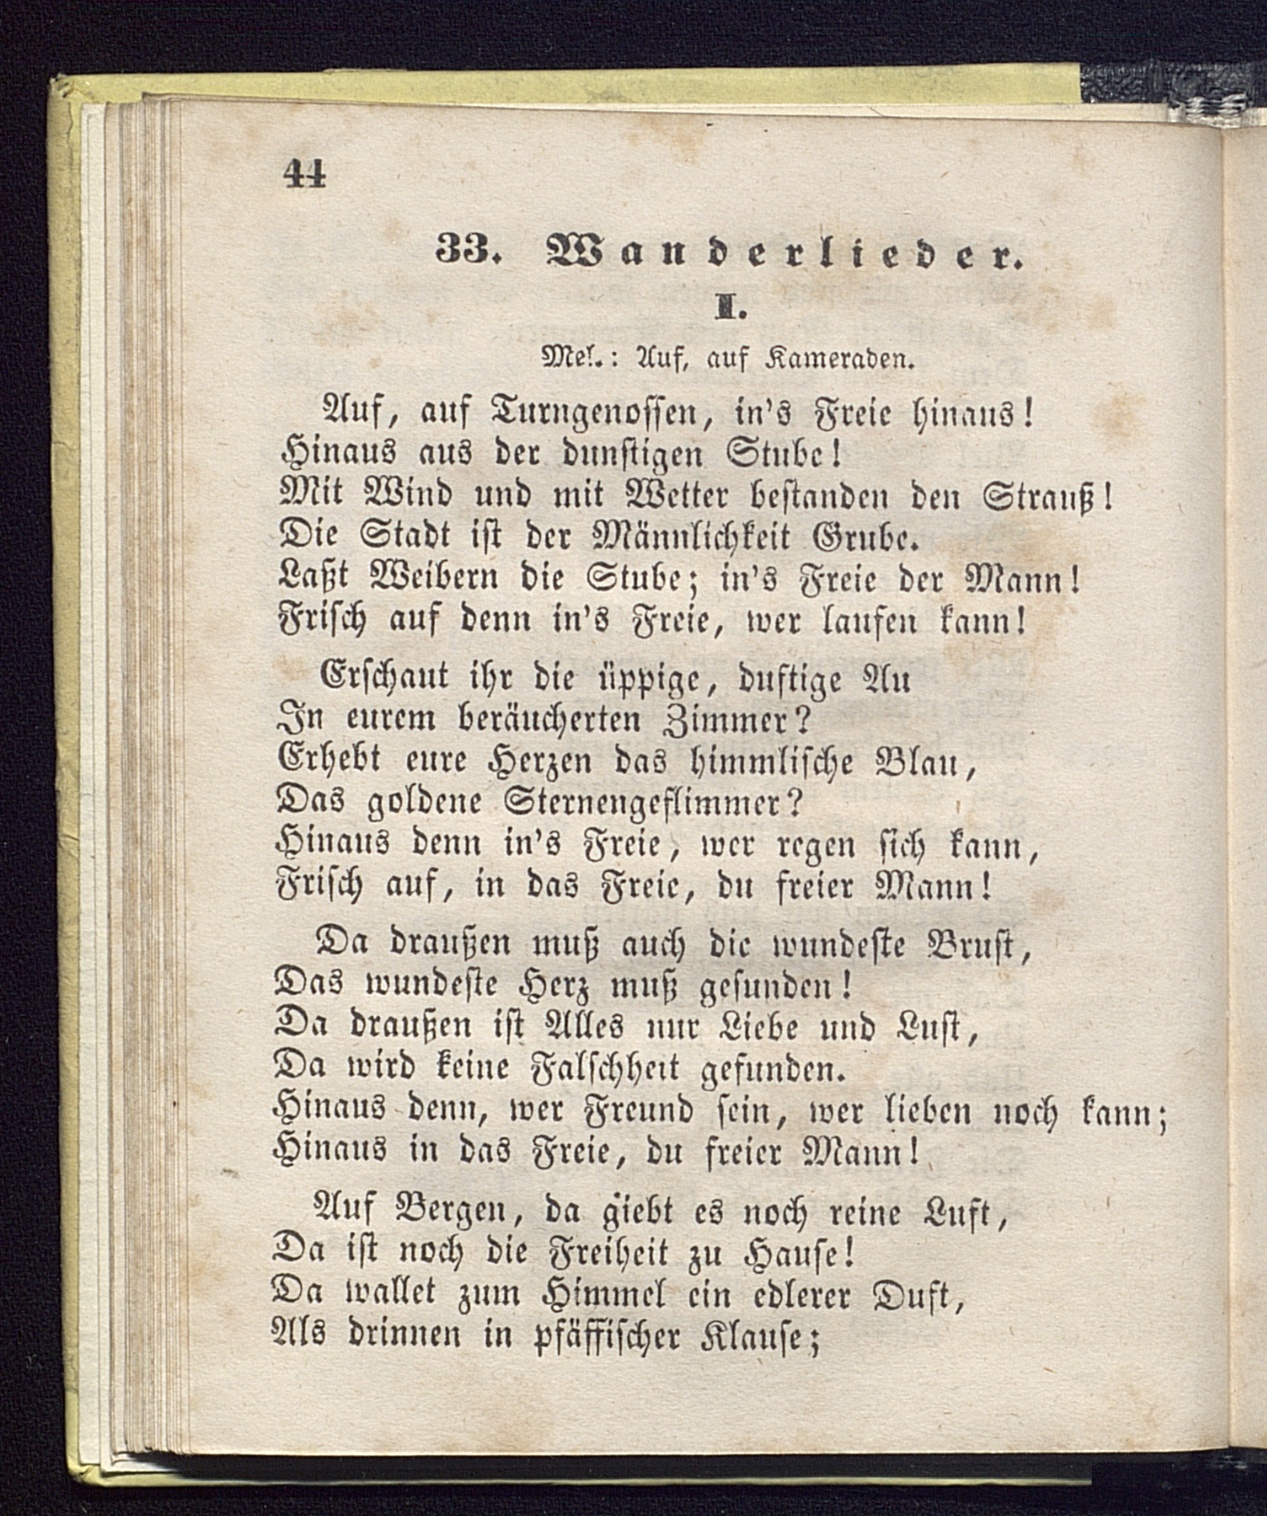 44
33. Wanderlieder.
I.
Mel.: Auf, auf Kameraden.
Auf, auf Turngenossen, in's Freie hinaus!
Hinaus aus der dunstigen Stube!
Mit Wind und mit Wetter bestanden den Strauß!
Die Stadt ist der Männlichkeit Grube.
Laßt Weibern die Stube; in's Freie der Mann!
Frisch auf denn in's Freie, wer laufen kann!
Erschaut ihr die üppige, duftige Au
In eurem beräucherten Zimmer?
Erhebt eure Herzen das himmlische Blau,
Das goldene Sternengeflimmer?
Hinaus denn in's Freie, wer regen sich kann,
Frisch auf, in das Freie, du freier Mann!
Da draußen muß auch die wundeste Brust,
Das wundeste Herz muß gesunden!
Da draußen ist Alles nur Liebe und Lust,
Da wird keine Falschheit gefunden.
Hinaus denn, wer Freund sein, wer lieben noch kann;
Hinaus in das Freie, du freier Mann!
Auf Bergen, da giebt es noch reine Luft,
Da ist noch die Freiheit zu Hause!
Da wallet zum Himmel ein edlerer Duft,
Als drinnen in pfäffischer Klause;